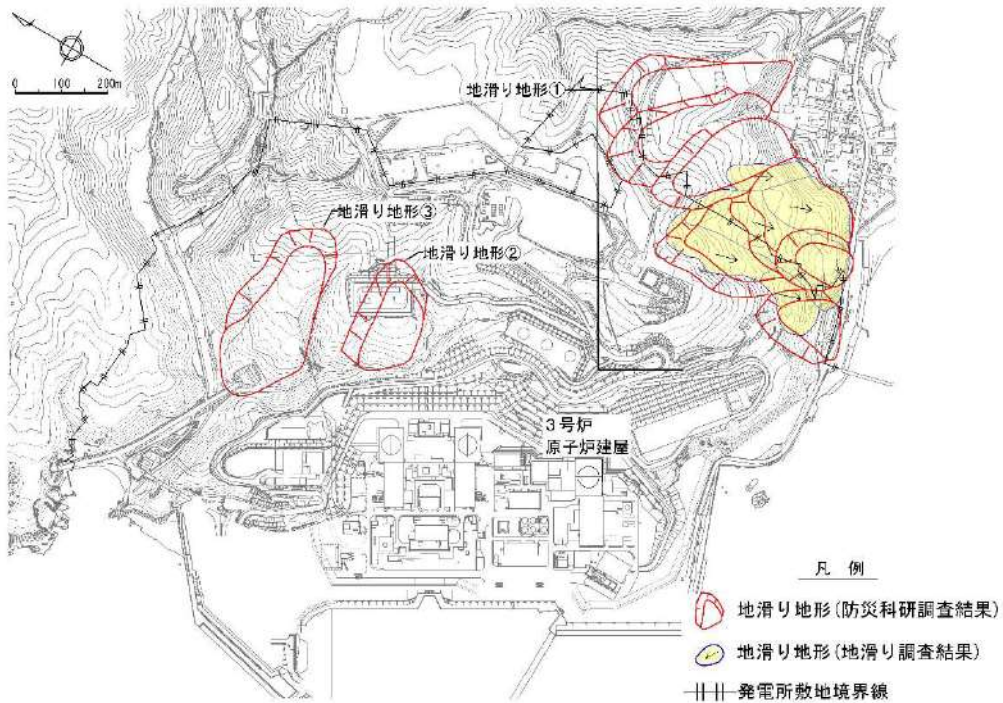 0 100 200m
地滑り地形①
地滑り地形③
地滑り地形②
3号炉
原子炉建屋
凡 例
地滑り地形(防災科研調査結果)
地滑り地形(地滑り調査結果)
発電所敷地境界線